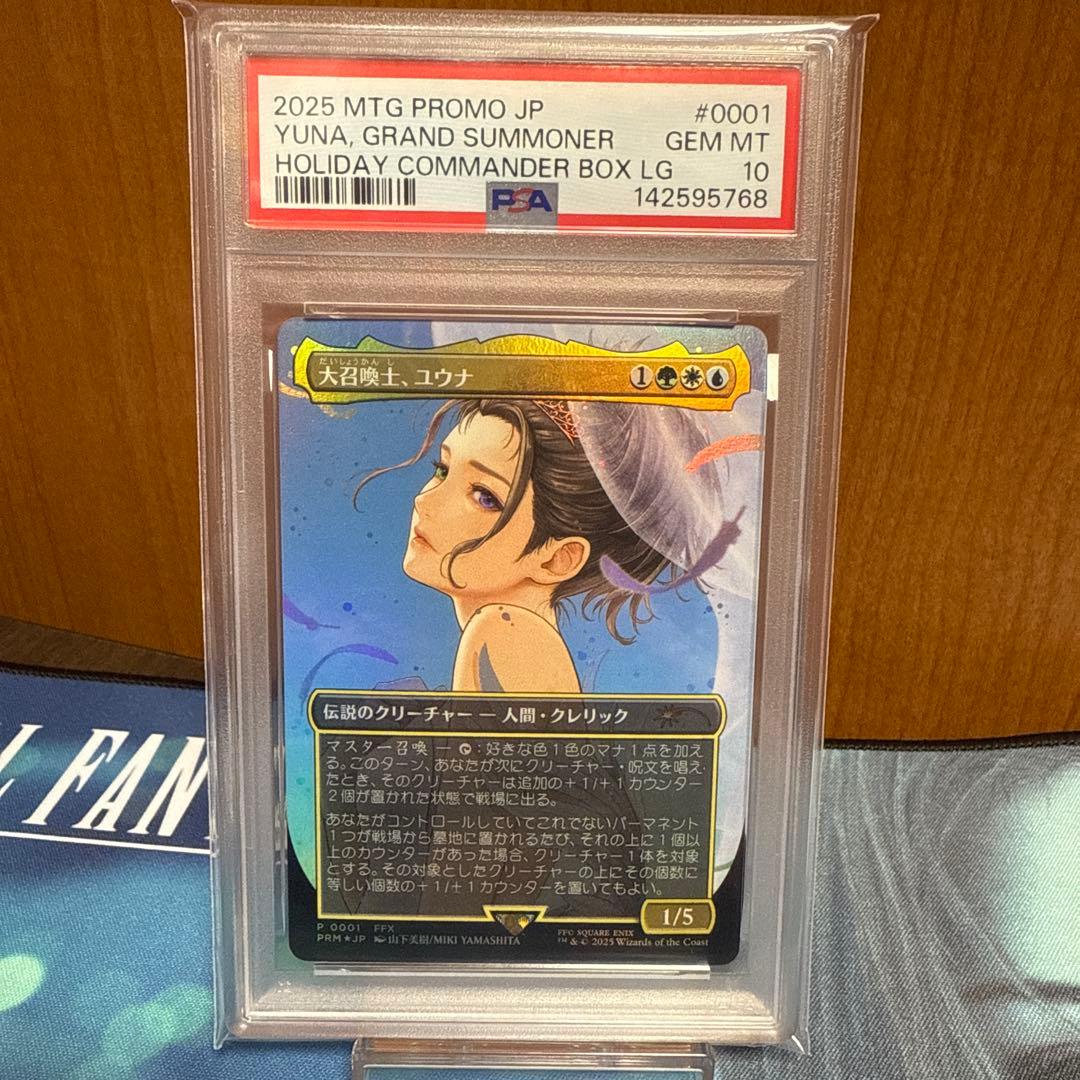 2025 MTG PROMO JP #0001
YUNA, GRAND SUMMONER GEM MT
HOLIDAY COMMANDER BOX LG 10
PSA 142595768
だいしょうかんし
大召喚士、ユウナ 1
伝説のクリーチャー — 人間・クレリック
マスター召喚 — :好きな色1色のマナ1点を加え
る。このターン、あなたが次にクリーチャー・呪文を唱え
たとき、そのクリーチャーは追加の+1/+1カウンター
2個が置かれた状態で戦場に出る。
あなたがコントロールしていてこれでないパーマネント
1つが戦場から墓地に置かれるたび、それの上に1個以
上のカウンターがあった場合、クリーチャー1体を対象
とする。その対象としたクリーチャーの上にその個数に
等しい個数の+1/+1カウンターを置いてもよい。
1/5
P 0001 FFX
PRM★JP 山下美樹/MIKI YAMASHITA
FF© SQUARE ENIX
™ & © 2025 Wizards of the Coast
L FAN